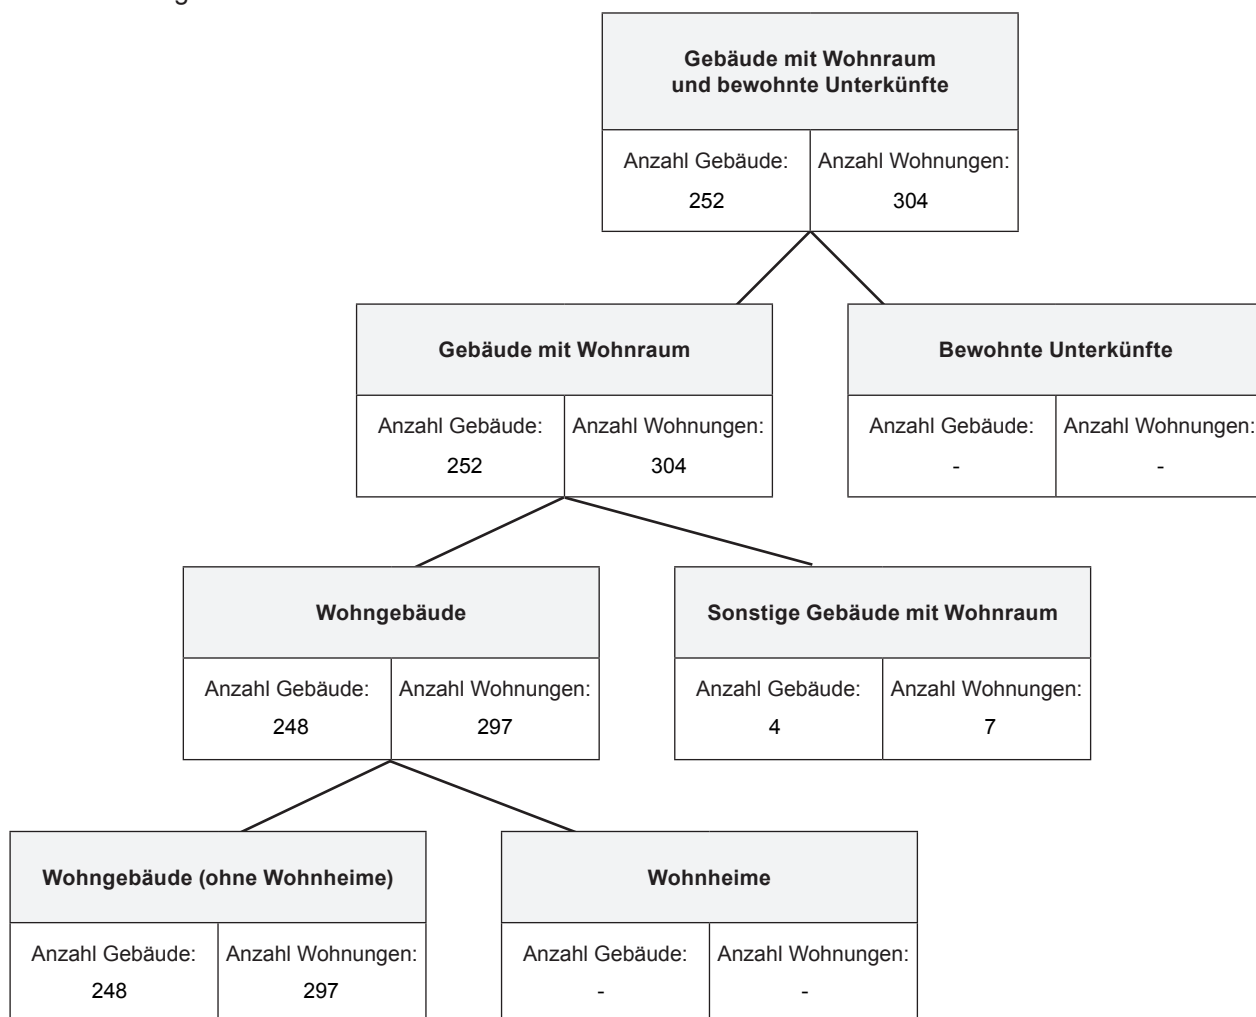 Gebäude mit Wohnraum
und bewohnte Unterkünfte
Anzahl Gebäude:
252
Anzahl Wohnungen:
304
Gebäude mit Wohnraum
Anzahl Gebäude:
252
Anzahl Wohnungen:
304
Bewohnte Unterkünfte
Anzahl Gebäude:
-
Anzahl Wohnungen:
-
Wohngebäude
Anzahl Gebäude:
248
Anzahl Wohnungen:
297
Sonstige Gebäude mit Wohnraum
Anzahl Gebäude:
4
Anzahl Wohnungen:
7
Wohngebäude (ohne Wohnheime)
Anzahl Gebäude:
248
Anzahl Wohnungen:
297
Wohnheime
Anzahl Gebäude:
-
Anzahl Wohnungen:
-